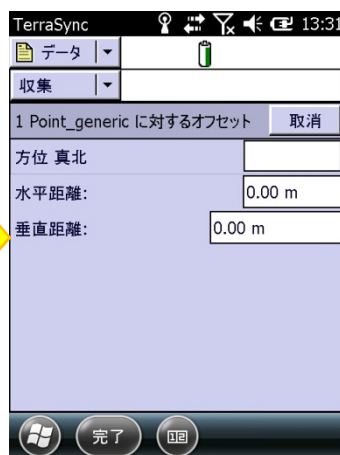 TerraSync 13:31
データ
収集
1 Point_generic に対するオフセット 取消
方位 真北
水平距離: 0.00 m
垂直距離: 0.00 m
完了